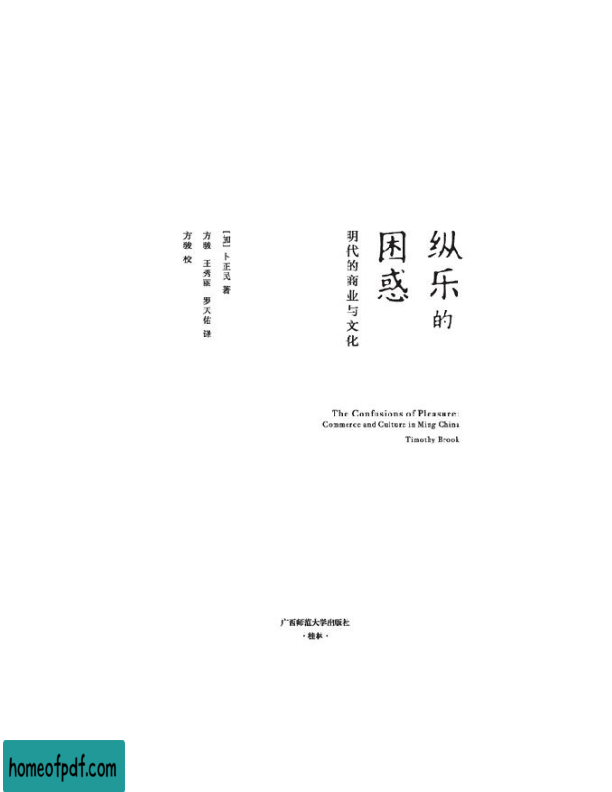 纵乐的
困惑
明代的商业与文化
[加] 卜正民 著
方骏 王秀丽 罗天佑 译
方骏 校
The Confusions of Pleasure:
Commerce and Culture in Ming China
Timothy Brook
广西师范大学出版社
·桂林·
homeofpdf.com